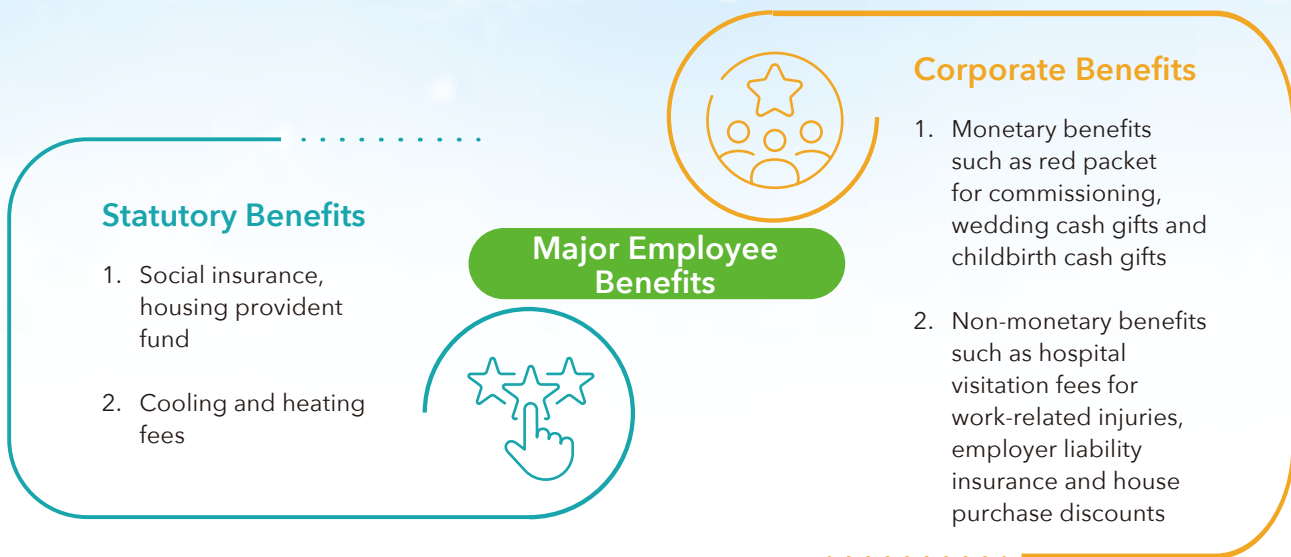 Major Employee
Benefits
Statutory Benefits
1. Social insurance,
housing provident
fund
2. Cooling and heating
fees
Corporate Benefits
1. Monetary benefits
such as red packet
for commissioning,
wedding cash gifts and
childbirth cash gifts
2. Non-monetary benefits
such as hospital
visitation fees for
work-related injuries,
employer liability
insurance and house
purchase discounts